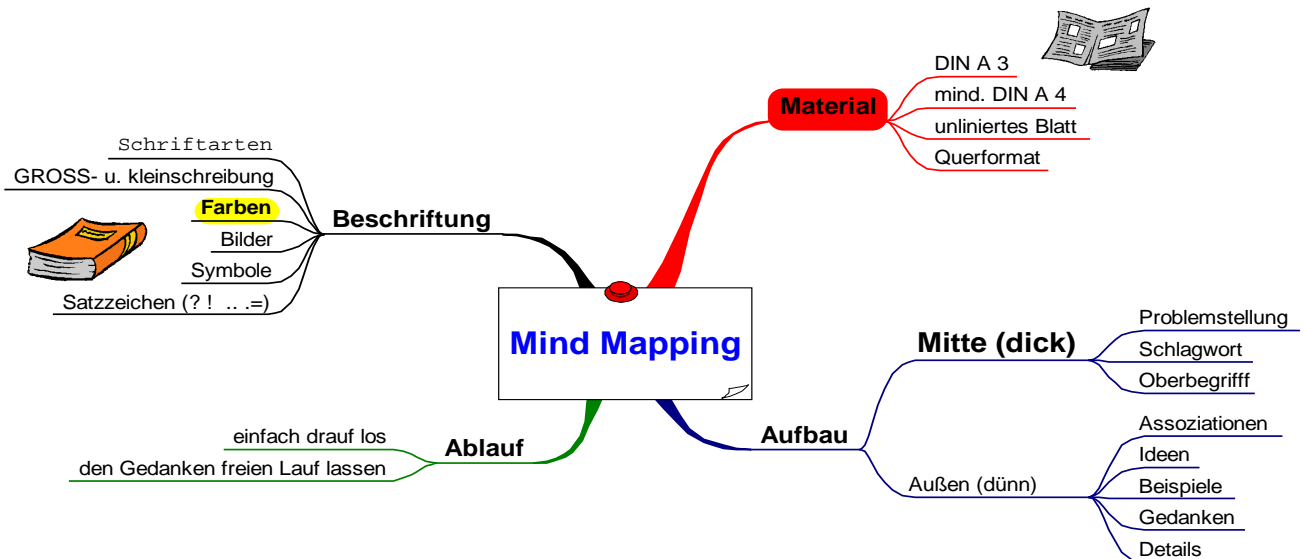 Mind Mapping
Material
DIN A 3
mind. DIN A 4
unliniertes Blatt
Querformat
Beschriftung
Schriftarten
GROSS- u. kleinschreibung
Farben
Bilder
Symbole
Satzzeichen (? ! .. .=)
Aufbau
Mitte (dick)
Problemstellung
Schlagwort
Oberbegrifff
Außen (dünn)
Assoziationen
Ideen
Beispiele
Gedanken
Details
Ablauf
einfach drauf los
den Gedanken freien Lauf lassen